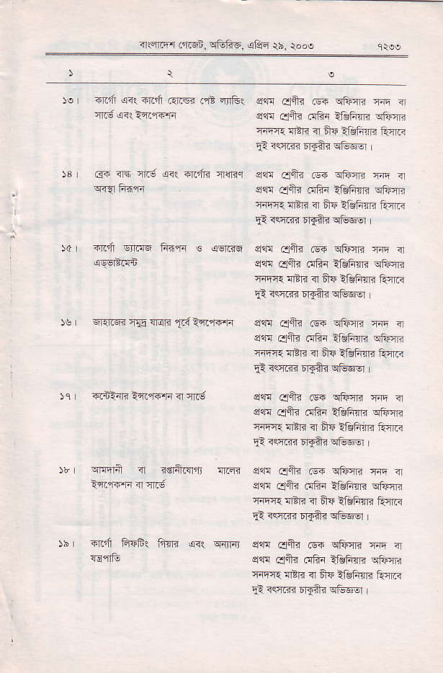 বাংলাদেশ গেজেট, অতিরিক্ত, এপ্রিল ২৯, ২০০৩ ৭২৩৩
১ ২ ৩
১৩। কার্গো এবং কার্গো হোল্ডের পেষ্ট ল্যান্ডিং প্রথম শ্রেণীর ডেক অফিসার সনদ বা
সার্ভে এবং ইন্সপেকশন প্রথম শ্রেণীর মেরিন ইঞ্জিনিয়ার অফিসার
সনদসহ মাষ্টার বা চীফ ইঞ্জিনিয়ার হিসাবে
দুই বৎসরের চাকুরীর অভিজ্ঞতা।
১৪। ব্রেক বাল্ক সার্ভে এবং কার্গোর সাধারণ প্রথম শ্রেণীর ডেক অফিসার সনদ বা
অবস্থা নিরূপন প্রথম শ্রেণীর মেরিন ইঞ্জিনিয়ার অফিসার
সনদসহ মাষ্টার বা চীফ ইঞ্জিনিয়ার হিসাবে
দুই বৎসরের চাকুরীর অভিজ্ঞতা।
১৫। কার্গো ড্যামেজ নিরূপন ও এভারেজ প্রথম শ্রেণীর ডেক অফিসার সনদ বা
এড্‌ভাষ্টমেন্ট প্রথম শ্রেণীর মেরিন ইঞ্জিনিয়ার অফিসার
সনদসহ মাষ্টার বা চীফ ইঞ্জিনিয়ার হিসাবে
দুই বৎসরের চাকুরীর অভিজ্ঞতা।
১৬। জাহাজের সমুদ্র যাত্রার পূর্বে ইন্সপেকশন প্রথম শ্রেণীর ডেক অফিসার সনদ বা
প্রথম শ্রেণীর মেরিন ইঞ্জিনিয়ার অফিসার
সনদসহ মাষ্টার বা চীফ ইঞ্জিনিয়ার হিসাবে
দুই বৎসরের চাকুরীর অভিজ্ঞতা।
১৭। কন্টেইনার ইন্সপেকশন বা সার্ভে প্রথম শ্রেণীর ডেক অফিসার সনদ বা
প্রথম শ্রেণীর মেরিন ইঞ্জিনিয়ার অফিসার
সনদসহ মাষ্টার বা চীফ ইঞ্জিনিয়ার হিসাবে
দুই বৎসরের চাকুরীর অভিজ্ঞতা।
১৮। আমদানী বা রপ্তানীযোগ্য মালের প্রথম শ্রেণীর ডেক অফিসার সনদ বা
ইন্সপেকশন বা সার্ভে প্রথম শ্রেণীর মেরিন ইঞ্জিনিয়ার অফিসার
সনদসহ মাষ্টার বা চীফ ইঞ্জিনিয়ার হিসাবে
দুই বৎসরের চাকুরীর অভিজ্ঞতা।
১৯। কার্গো লিফটিং গিয়ার এবং অন্যান্য প্রথম শ্রেণীর ডেক অফিসার সনদ বা
যন্ত্রপাতি প্রথম শ্রেণীর মেরিন ইঞ্জিনিয়ার অফিসার
সনদসহ মাষ্টার বা চীফ ইঞ্জিনিয়ার হিসাবে
দুই বৎসরের চাকুরীর অভিজ্ঞতা।